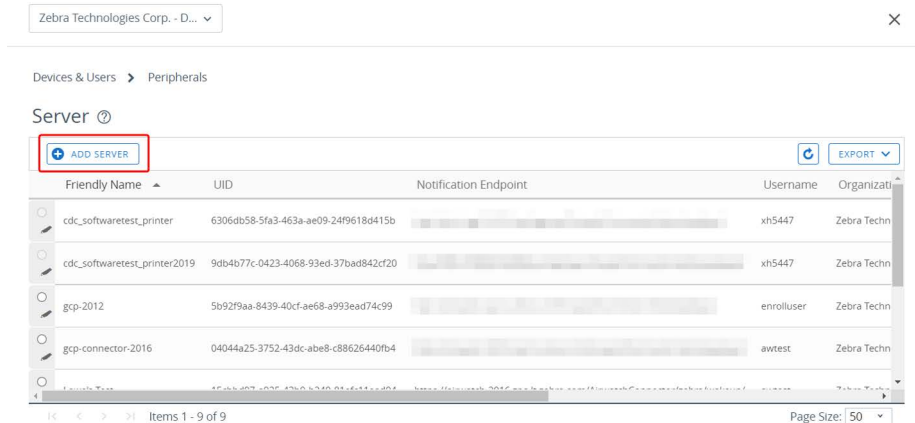 Zebra Technologies Corp. - D...
Devices & Users > Peripherals
Server
ADD SERVER
EXPORT
Friendly Name UID Notification Endpoint Username Organizati
cdc_softwaretest_printer 6306db58-5fa3-463a-ae09-24f9618d415b xh5447 Zebra Techn
cdc_softwaretest_printer2019 9db4b77c-0423-4068-93ed-37bad842cf20 xh5447 Zebra Techn
gcp-2012 5b92f9aa-8439-40cf-ae68-a993ead74c99 enrolluser Zebra Techn
gcp-connector-2016 04044a25-3752-43dc-abe8-c88626440fb4 awtest Zebra Techn
Items 1 - 9 of 9 Page Size: 50